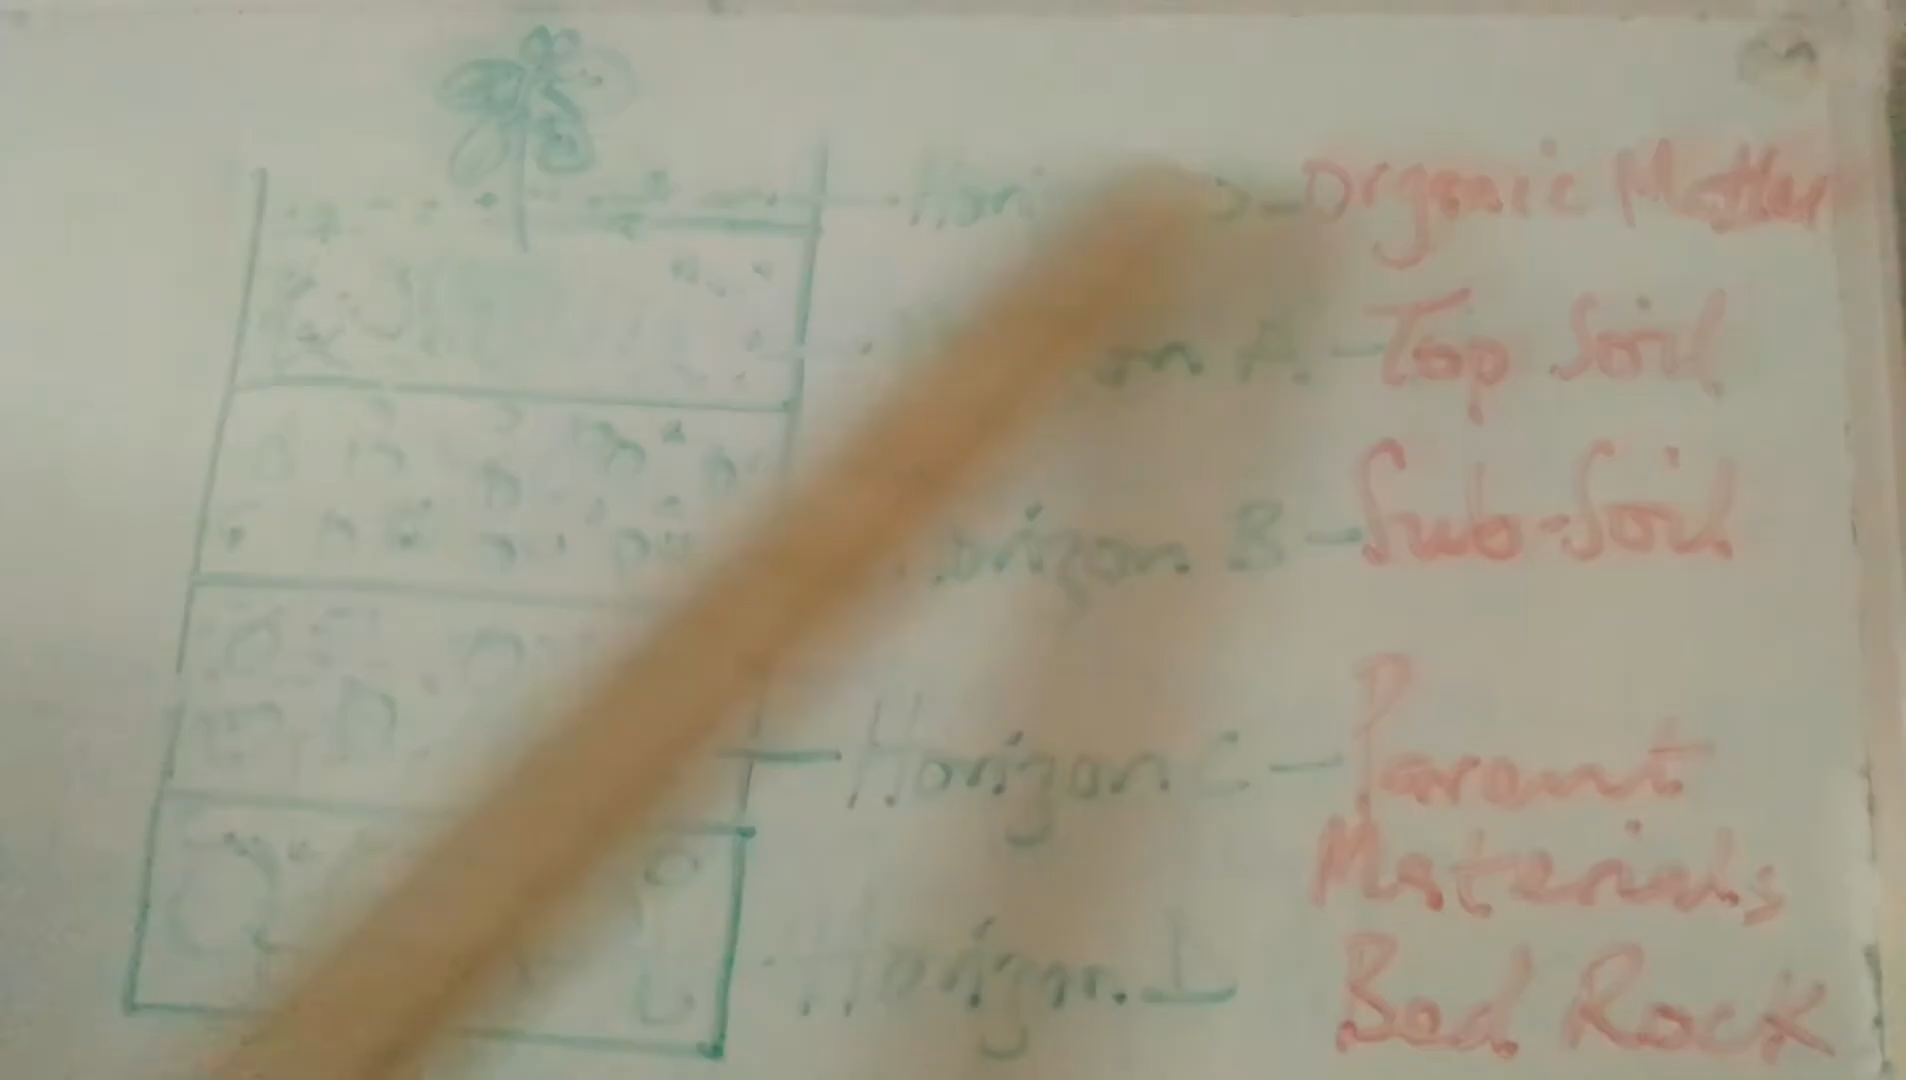 Organic Matter
A - Top Soil
Horizon B - Sub-Soil
Horizon C - Parent
Materials
Horizon Bed Rock